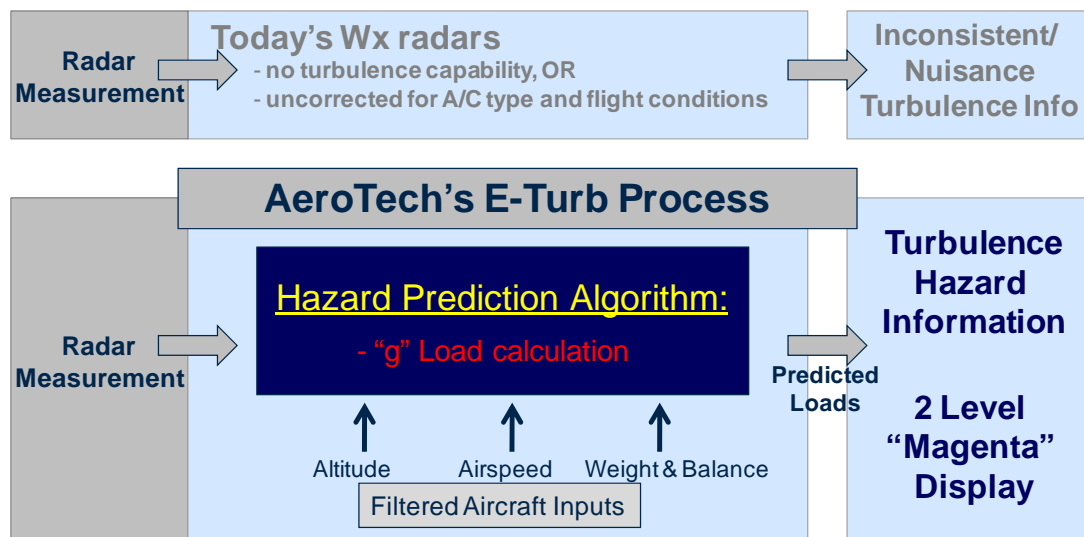 Radar
Measurement
Today's Wx radars
- no turbulence capability, OR
- uncorrected for A/C type and flight conditions
Inconsistent/
Nuisance
Turbulence Info
AeroTech's E-Turb Process
Radar
Measurement
Hazard Prediction Algorithm:
- “g” Load calculation
Altitude
Airspeed
Weight & Balance
Filtered Aircraft Inputs
Predicted
Loads
Turbulence
Hazard
Information
2 Level
“Magenta”
Display